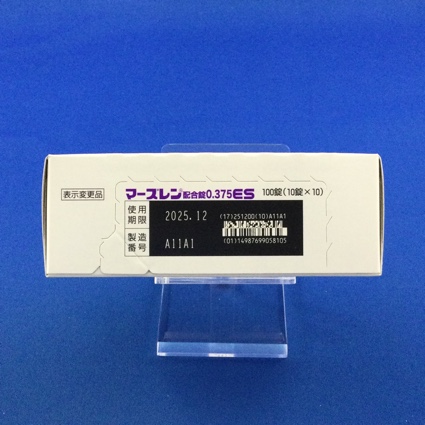 表示変更品
マーズレン®配合錠0.375ES 100錠(10錠×10)
使用期限 2025.12
(17)251200(10)A11A1
製造番号 A11A1
(01)14987699058105